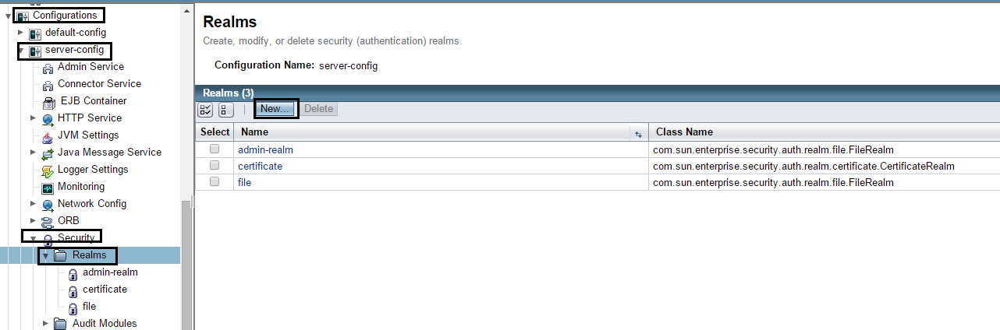 Configurations
default-config
server-config
Admin Service
Connector Service
EJB Container
HTTP Service
JVM Settings
Java Message Service
Logger Settings
Monitoring
Network Config
ORB
Security
Realms
admin-realm
certificate
file
Audit Modules
Realms
Create, modify, or delete security (authentication) realms.
Configuration Name: server-config
Realms (3)
New... Delete
Select Name Class Name
admin-realm com.sun.enterprise.security.auth.realm.file.FileRealm
certificate com.sun.enterprise.security.auth.realm.certificate.CertificateRealm
file com.sun.enterprise.security.auth.realm.file.FileRealm